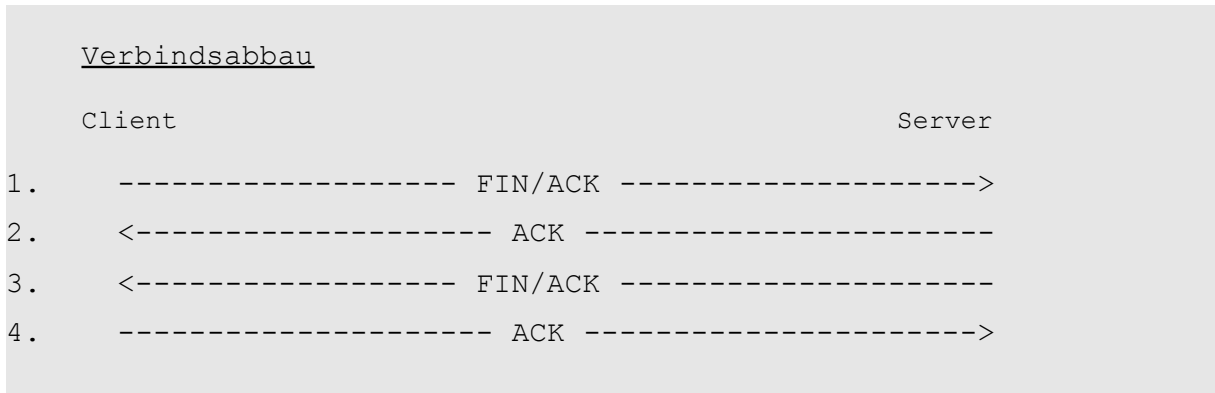 Verbindsabbau
Client Server
1. ------------------- FIN/ACK -------------------->
2. <-------------------- ACK -----------------------
3. <------------------ FIN/ACK ---------------------
4. --------------------- ACK ---------------------->